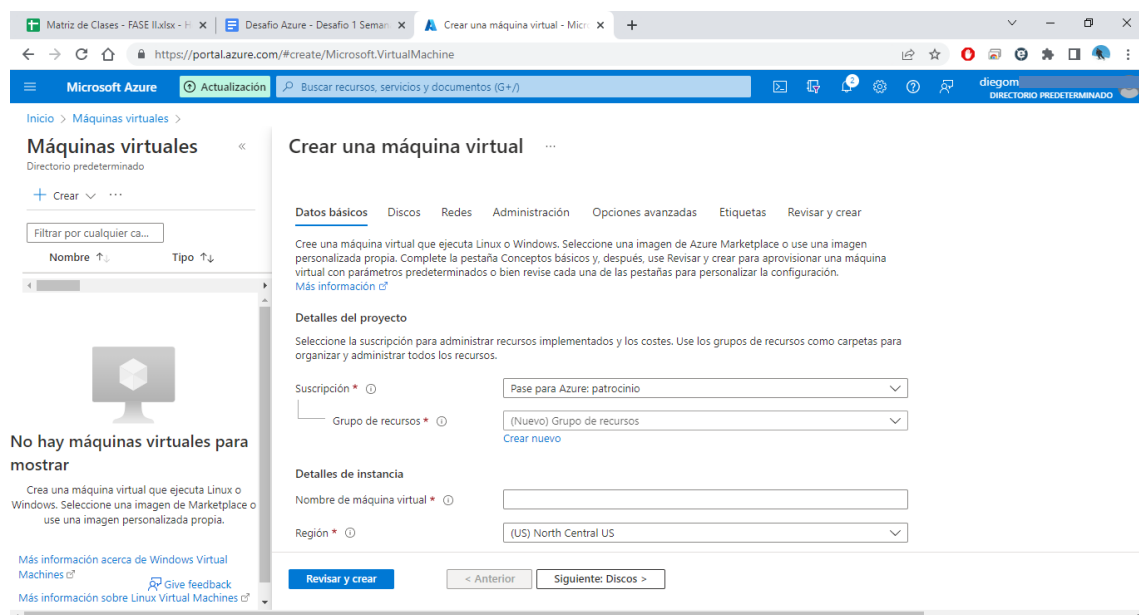 Matriz de Clases - FASE II.xlsx - H
Desafio Azure - Desafio 1 Seman
Crear una máquina virtual - Micr
https://portal.azure.com/#create/Microsoft.VirtualMachine
Microsoft Azure
Actualización
Buscar recursos, servicios y documentos (G+/)
2
diegom
DIRECTORIO PREDETERMINADO
Inicio > Máquinas virtuales >
Máquinas virtuales
Directorio predeterminado
Crear
Filtrar por cualquier ca...
Nombre Tipo
No hay máquinas virtuales para
mostrar
Crea una máquina virtual que ejecuta Linux o
Windows. Seleccione una imagen de Marketplace o
use una imagen personalizada propia.
Más información acerca de Windows Virtual
Machines
Give feedback
Más información sobre Linux Virtual Machines
Crear una máquina virtual ...
Datos básicos Discos Redes Administración Opciones avanzadas Etiquetas Revisar y crear
Cree una máquina virtual que ejecuta Linux o Windows. Seleccione una imagen de Azure Marketplace o use una imagen
personalizada propia. Complete la pestaña Conceptos básicos y, después, use Revisar y crear para aprovisionar una máquina
virtual con parámetros predeterminados o bien revise cada una de las pestañas para personalizar la configuración.
Más información
Detalles del proyecto
Seleccione la suscripción para administrar recursos implementados y los costes. Use los grupos de recursos como carpetas para
organizar y administrar todos los recursos.
Suscripción * Pase para Azure: patrocinio
Grupo de recursos * (Nuevo) Grupo de recursos
Crear nuevo
Detalles de instancia
Nombre de máquina virtual *
Región * (US) North Central US
Revisar y crear < Anterior Siguiente: Discos >